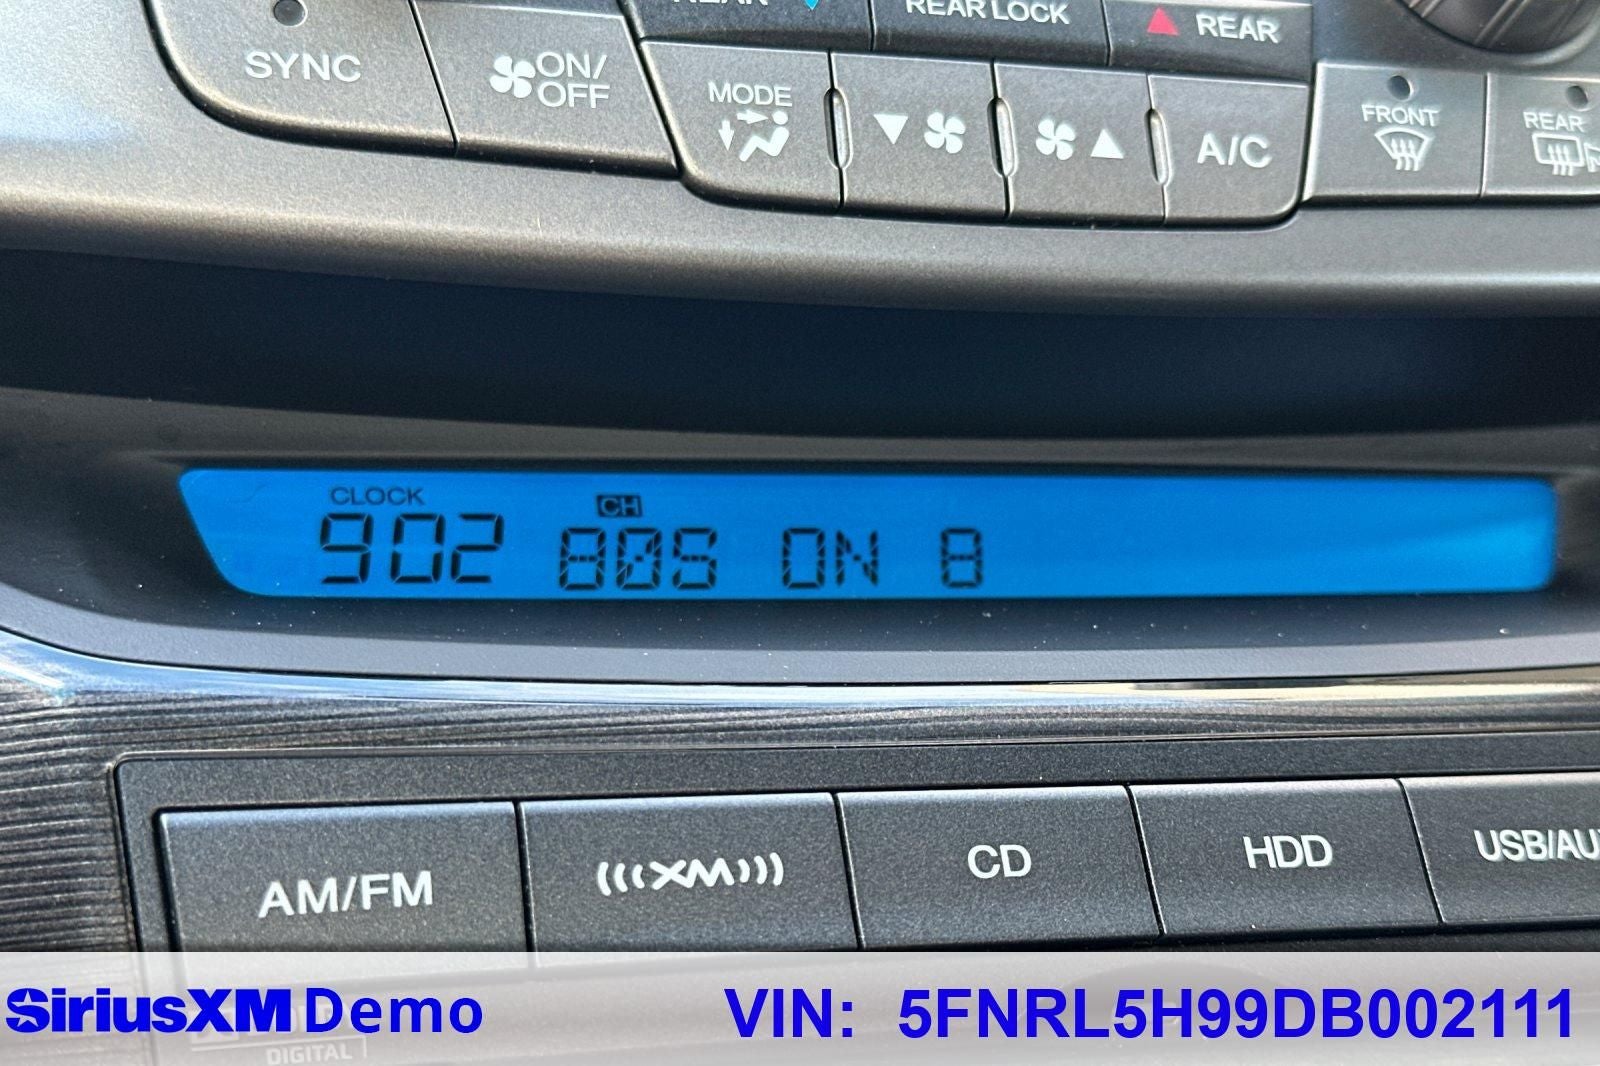 REAR
REAR LOCK
REAR
SYNC
ON/
OFF
MODE
A/C
FRONT
REAR
CLOCK
CH
902 80S ON 8
AM/FM
(((XM)))
CD
HDD
USB/AU
SiriusXM Demo
VIN: 5FNRL5H99DB002111
DIGITAL